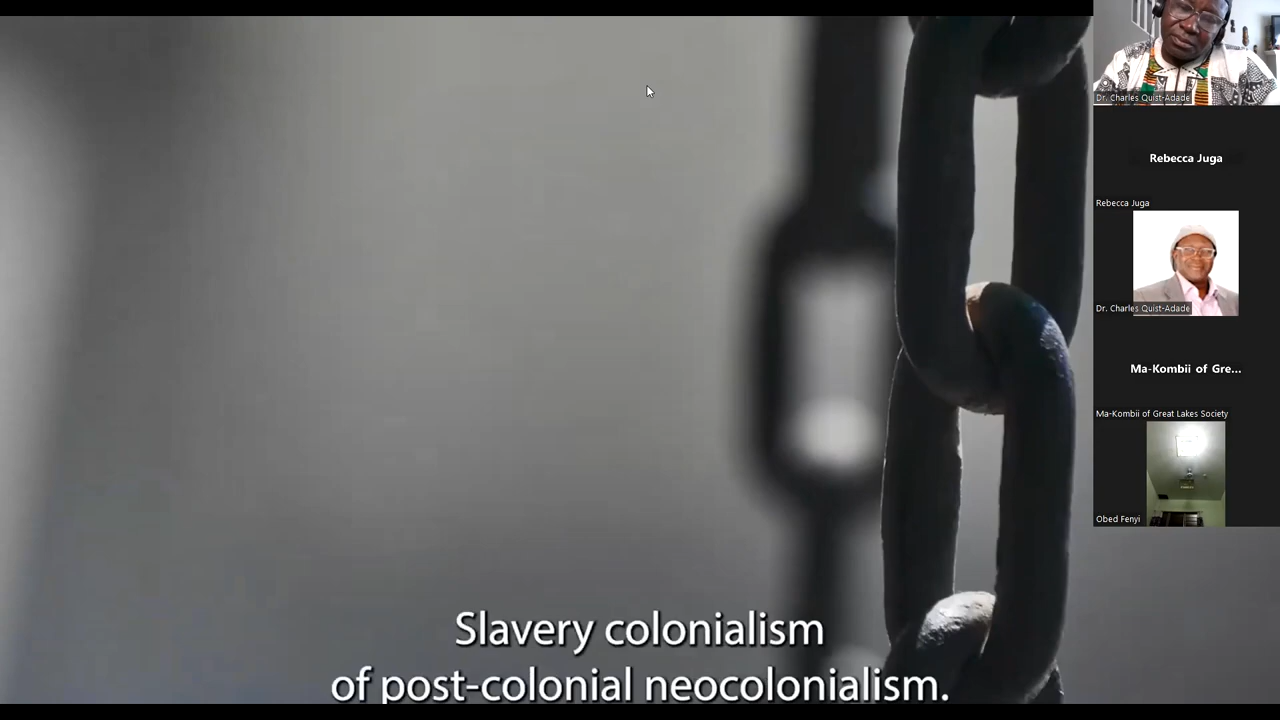 Dr. Charles Quist-Adade
Rebecca Juga
Rebecca Juga
Dr. Charles Quist-Adade
Ma-Kombii of Gre...
Ma-Kombii of Great Lakes Society
Obed Fenyi
Slavery colonialism
of post-colonial neocolonialism.